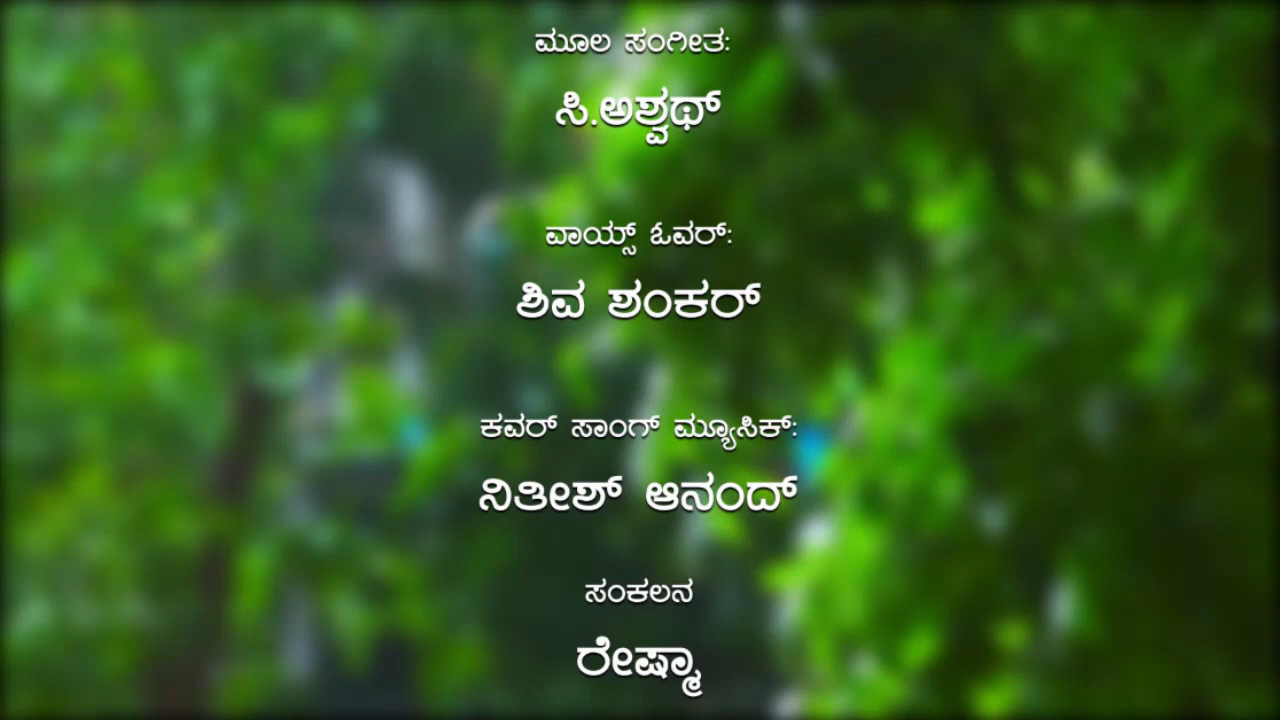 ಮೂಲ ಸಂಗೀತ:
ಸಿ.ಅಶ್ವಥ್
ವಾಯ್ಸ್ ಓವರ್:
ಶಿವ ಶಂಕರ್
ಕವರ್ ಸಾಂಗ್ ಮ್ಯೂಸಿಕ್:
ನಿತೀಶ್ ಆನಂದ್
ಸಂಕಲನ
ರೇಷ್ಮಾ